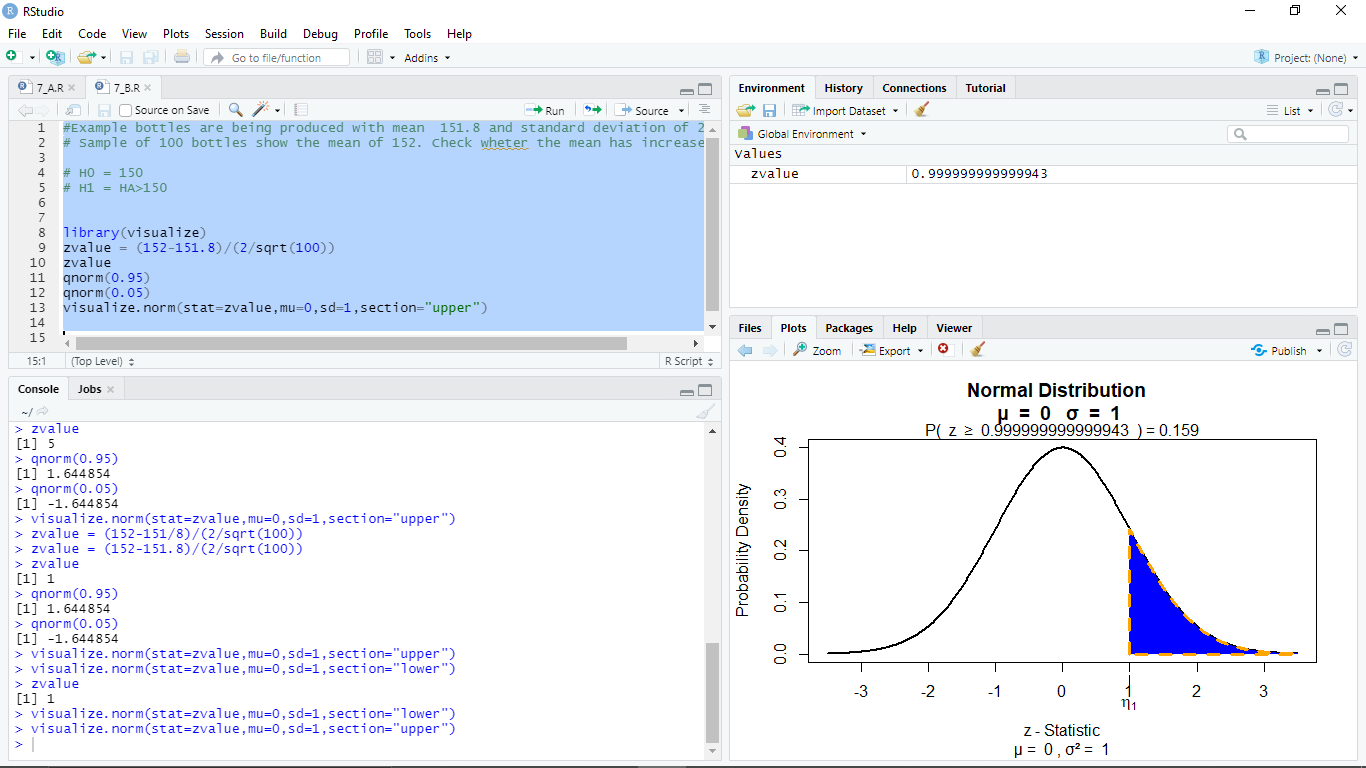 RStudio
File Edit Code View Plots Session Build Debug Profile Tools Help
Go to file/function Addins Project: (None)
7_A.R 7_B.R
Source on Save Run Source
1 #Example bottles are being produced with mean 151.8 and standard deviation of 2
2 # Sample of 100 bottles show the mean of 152. Check wheter the mean has increase
3
4 # H0 = 150
5 # H1 = HA>150
6
7
8 library(visualize)
9 zvalue = (152-151.8)/(2/sqrt(100))
10 zvalue
11 qnorm(0.95)
12 qnorm(0.05)
13 visualize.norm(stat=zvalue,mu=0,sd=1,section="upper")
14
15
15:1 (Top Level) R Script
Console Jobs
~/
> zvalue
[1] 5
> qnorm(0.95)
[1] 1.644854
> qnorm(0.05)
[1] -1.644854
> visualize.norm(stat=zvalue,mu=0,sd=1,section="upper")
> zvalue = (152-151/8)/(2/sqrt(100))
> zvalue = (152-151.8)/(2/sqrt(100))
> zvalue
[1] 1
> qnorm(0.95)
[1] 1.644854
> qnorm(0.05)
[1] -1.644854
> visualize.norm(stat=zvalue,mu=0,sd=1,section="upper")
> visualize.norm(stat=zvalue,mu=0,sd=1,section="lower")
> zvalue
[1] 1
> visualize.norm(stat=zvalue,mu=0,sd=1,section="lower")
> visualize.norm(stat=zvalue,mu=0,sd=1,section="upper")
>
Environment History Connections Tutorial
Import Dataset List
Global Environment
Values
zvalue 0.999999999999943
Files Plots Packages Help Viewer
Zoom Export Publish
Normal Distribution
μ = 0 σ = 1
P( z ≥ 0.999999999999943 ) = 0.159
Probability Density
0.4
0.3
0.2
0.1
0.0
-3 -2 -1 0 1 2 3
η1
z - Statistic
μ = 0 , σ² = 1